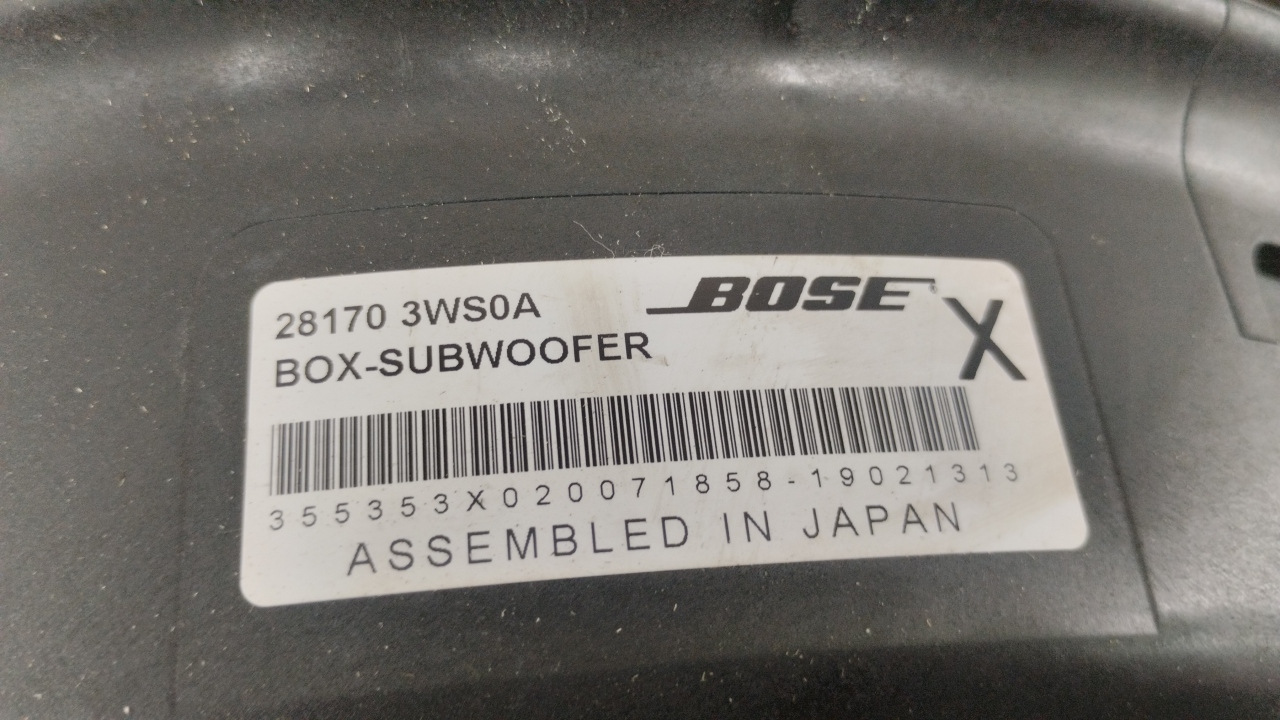 28170 3WS0A
BOSE
X
BOX-SUBWOOFER
355353X020071858-19021313
ASSEMBLED IN JAPAN